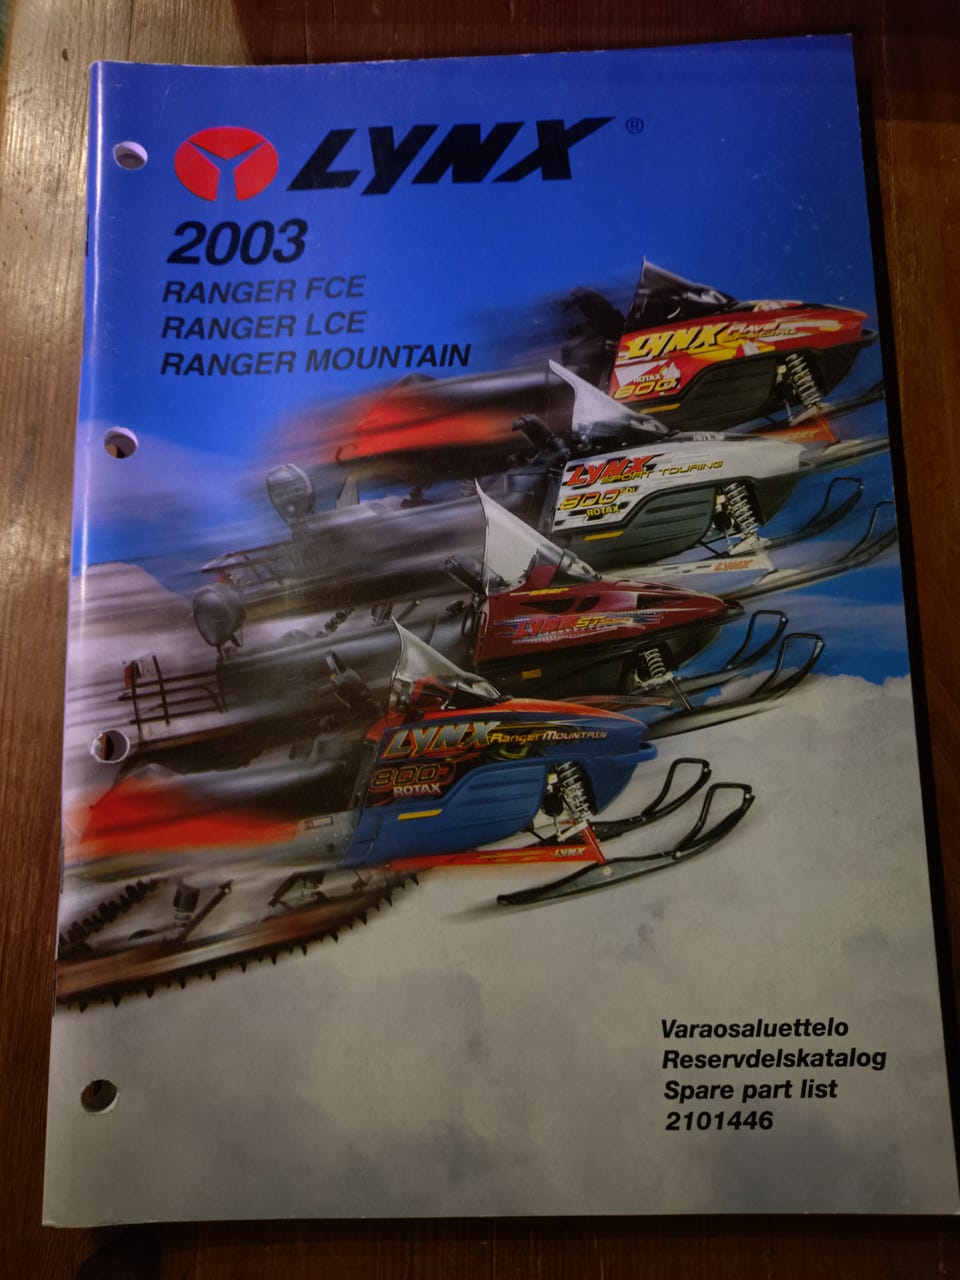 LYNX ®
2003
RANGER FCE
RANGER LCE
RANGER MOUNTAIN
LYNX
SPECIAL
ROTAX
800
LYNX
SPORT TOURING
800
ROTAX
LYNX
LYNX
LYNX Ranger Mountain
800
ROTAX
LYNX
Varaosaluettelo
Reservdelskatalog
Spare part list
2101446